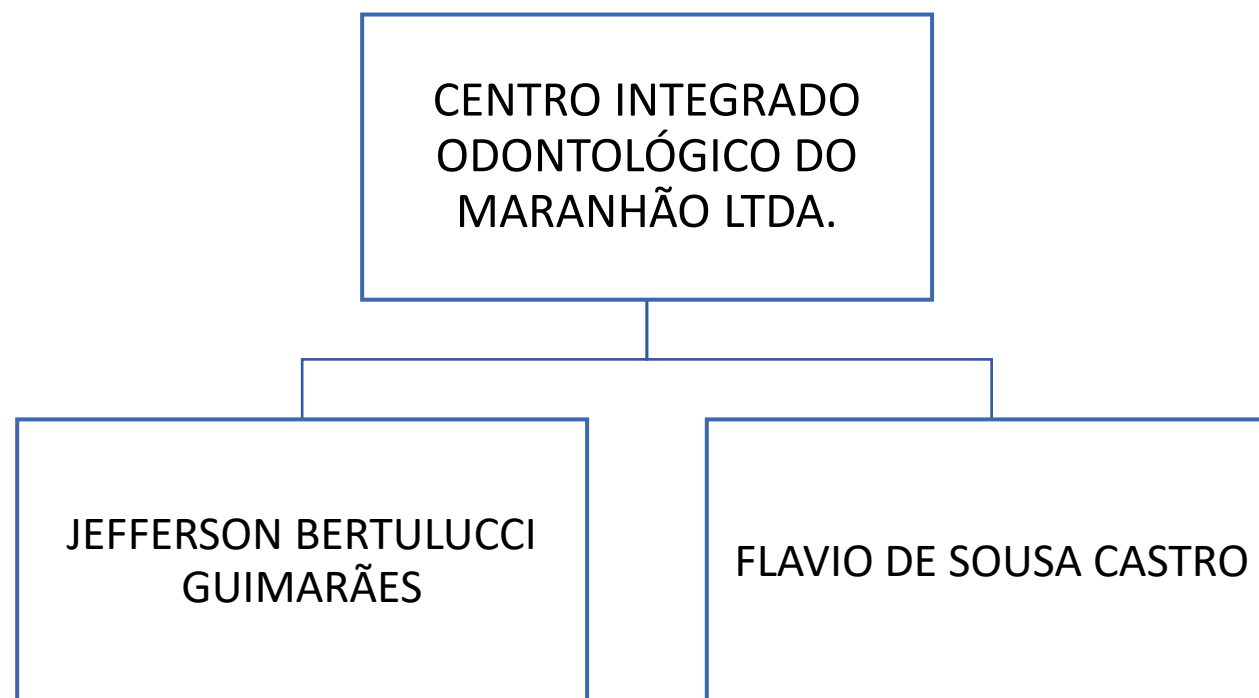 CENTRO INTEGRADO
ODONTOLÓGICO DO
MARANHÃO LTDA.
JEFFERSON BERTULUCCI
GUIMARÃES
FLAVIO DE SOUSA CASTRO